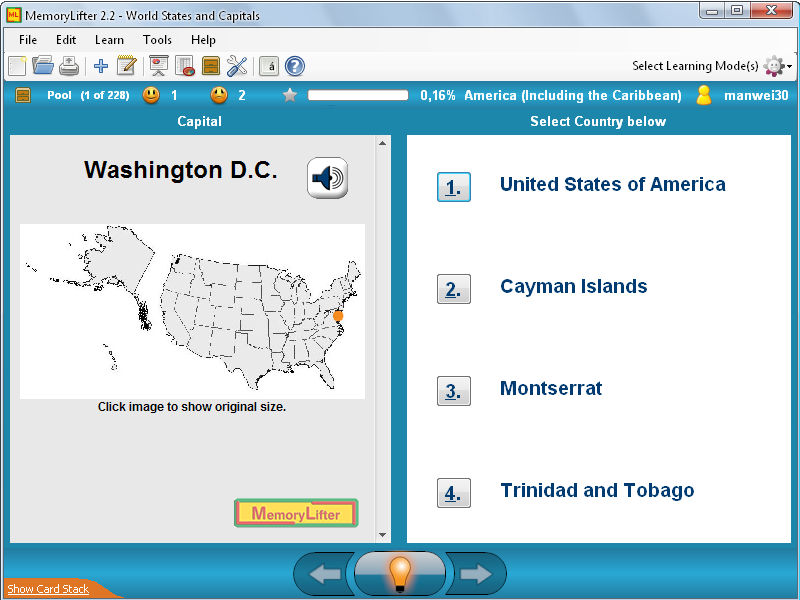 MemoryLifter 2.2 - World States and Capitals
File Edit Learn Tools Help
á ? Select Learning Mode(s)
Pool (1 of 228) 1 2 0,16% America (Including the Caribbean) manwei30
Capital
Select Country below
Washington D.C.
Click image to show original size.
MemoryLifter
1. United States of America
2. Cayman Islands
3. Montserrat
4. Trinidad and Tobago
Show Card Stack